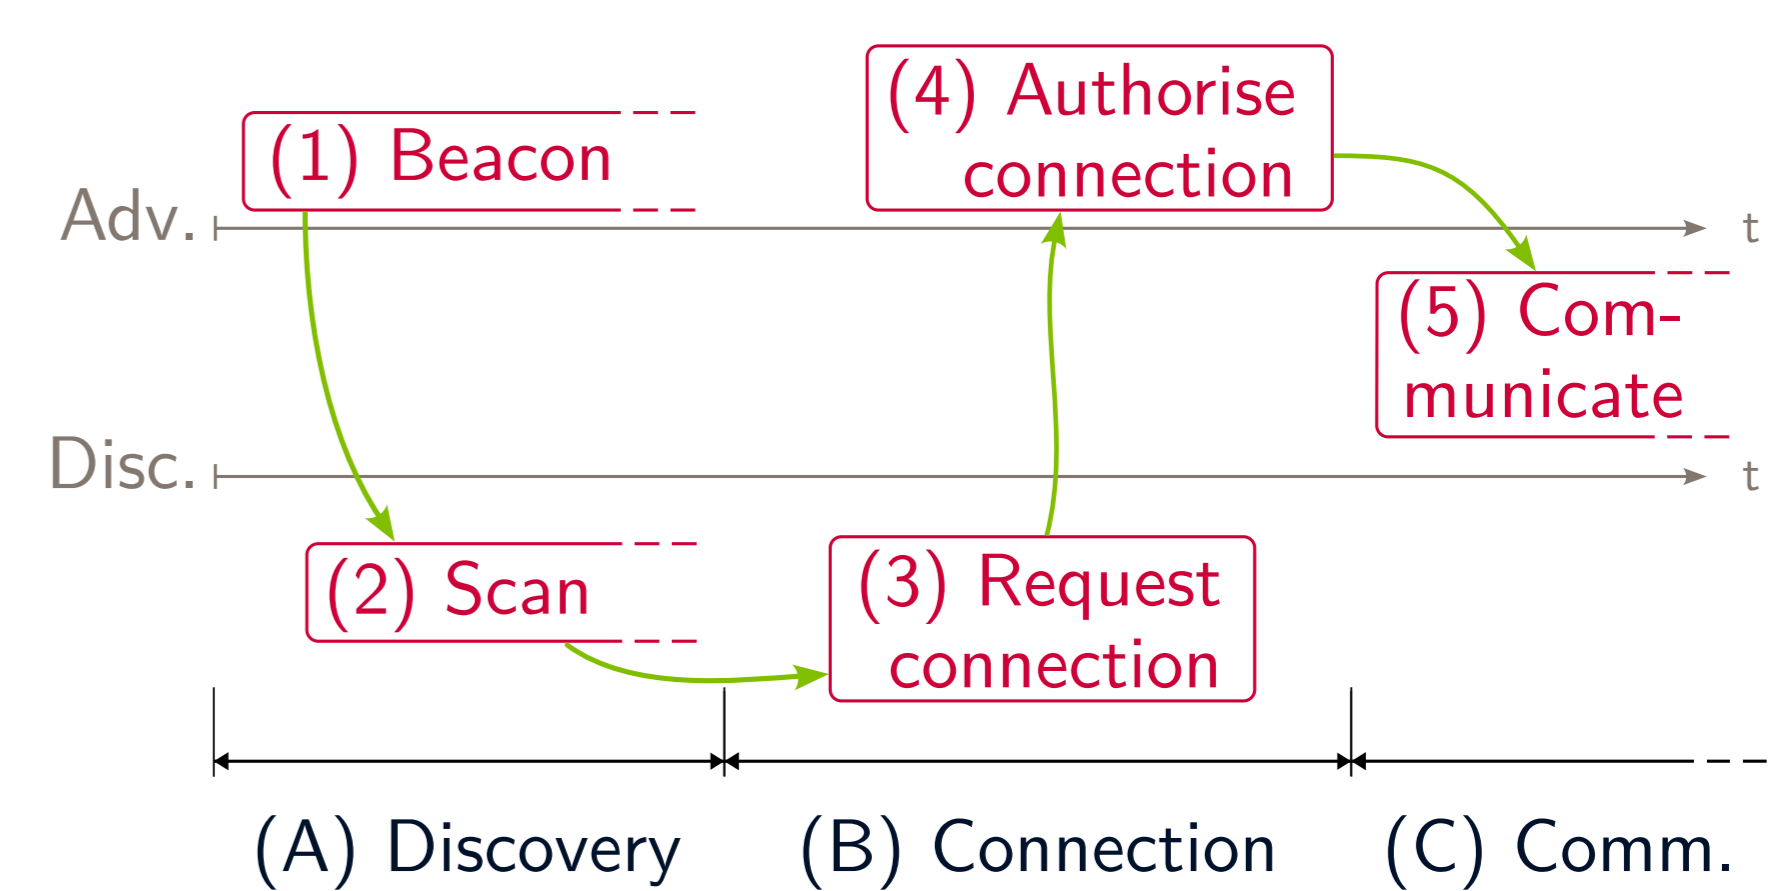 (4) Authorise
connection
(1) Beacon
Adv.
t
(5) Com-
municate
Disc.
t
(2) Scan
(3) Request
connection
(A) Discovery
(B) Connection
(C) Comm.